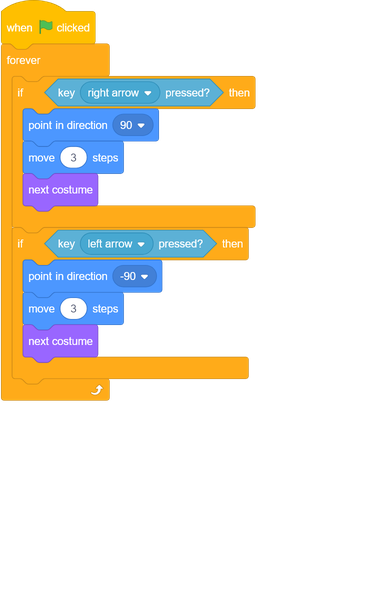 when clicked
forever
if key right arrow pressed? then
point in direction 90
move 3 steps
next costume
if key left arrow pressed? then
point in direction -90
move 3 steps
next costume